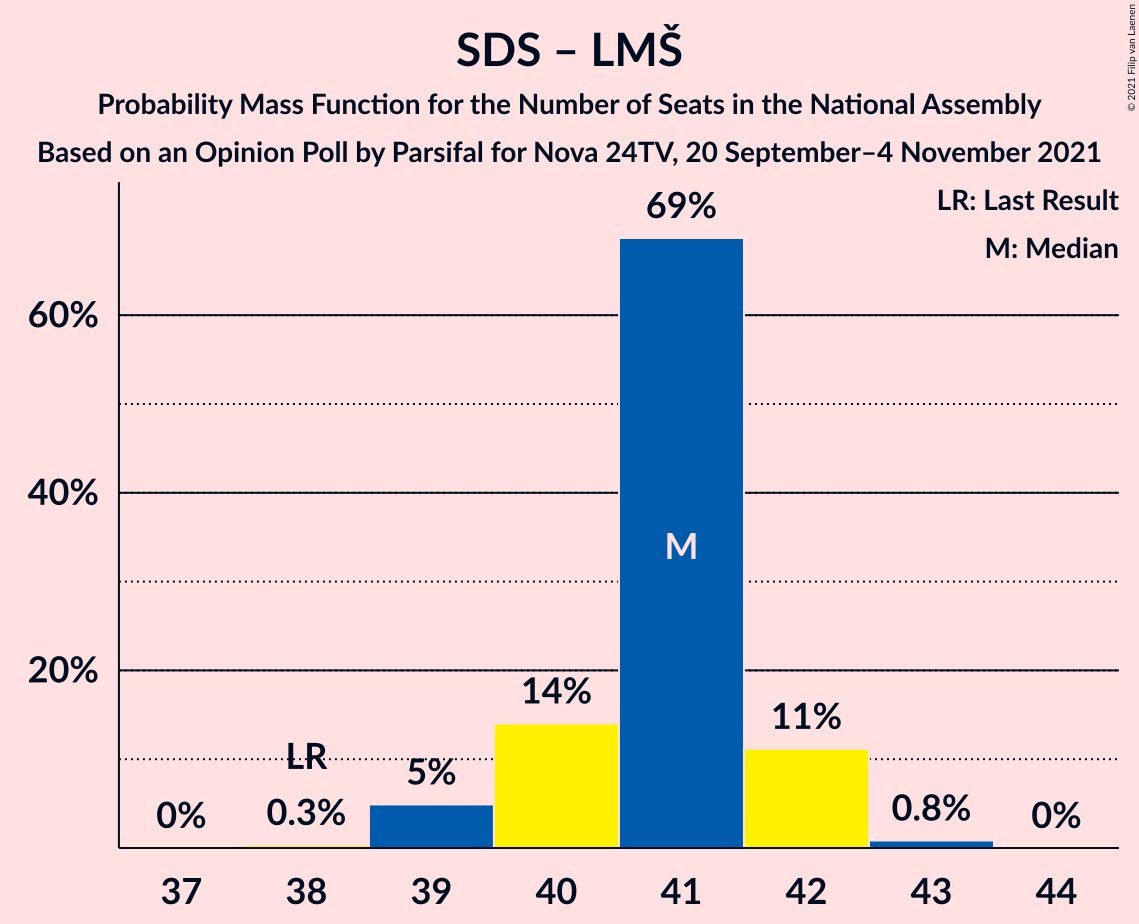 SDS – LMŠ
Probability Mass Function for the Number of Seats in the National Assembly
Based on an Opinion Poll by Parsifal for Nova 24TV, 20 September–4 November 2021
© 2021 Filip van Laenen
LR: Last Result
M: Median
69%
60%
40%
M
20%
14%
11%
LR
5%
0%
0.3%
0.8%
0%
37 38 39 40 41 42 43 44